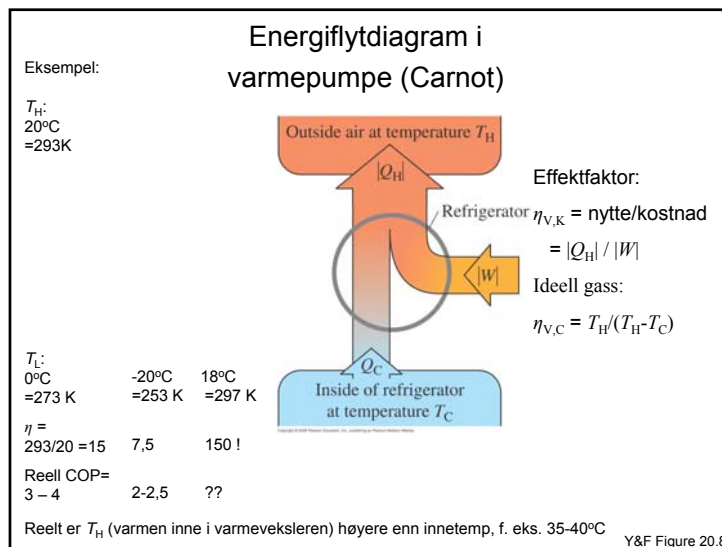 Energiflytdiagram i
varmepumpe (Carnot)
Eksempel:
T_H:
20°C
=293K
Outside air at temperature T_H
|Q_H|
Refrigerator
|W|
Q_C
Inside of refrigerator
at temperature T_C
Effektfaktor:
η_V,K = nytte/kostnad
= |Q_H| / |W|
Ideell gass:
η_V,C = T_H/(T_H-T_C)
T_L:
0°C -20°C 18°C
=273 K =253 K =297 K
η =
293/20 =15 7,5 150 !
Reell COP=
3 – 4 2-2,5 ??
Reelt er T_H (varmen inne i varmeveksleren) høyere enn innetemp, f. eks. 35-40°C
Y&F Figure 20.8